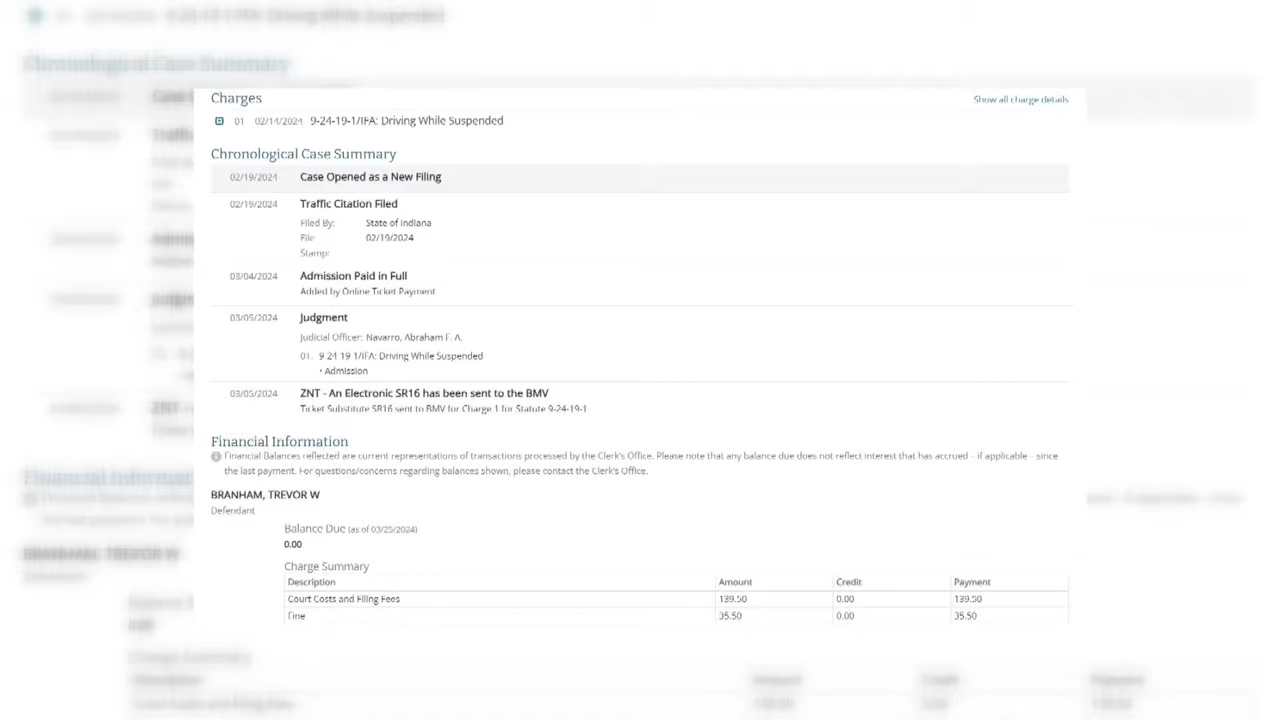 Charges
Show all charge details
01 02/14/2024 9-24-19-1/IFA: Driving While Suspended
Chronological Case Summary
02/19/2024 Case Opened as a New Filing
02/19/2024 Traffic Citation Filed
Filed By: State of Indiana
File 02/19/2024
Stamp:
03/04/2024 Admission Paid in Full
Added by Online Ticket Payment
03/05/2024 Judgment
Judicial Officer: Navarro, Abraham F. A.
01. 9 24 19 1/IFA: Driving While Suspended
• Admission
03/05/2024 ZNT - An Electronic SR16 has been sent to the BMV
Ticket Substitute SR16 sent to BMV for Charge 1 for Statute 9-24-19-1
Financial Information
Financial Balances reflected are current representations of transactions processed by the Clerk's Office. Please note that any balance due does not reflect interest that has accrued - if applicable - since
the last payment. For questions/concerns regarding balances shown, please contact the Clerk's Office.
BRANHAM, TREVOR W
Defendant
Balance Due (as of 03/25/2024)
0.00
Charge Summary
Description Amount Credit Payment
Court Costs and Filing Fees 139.50 0.00 139.50
Fine 35.50 0.00 35.50